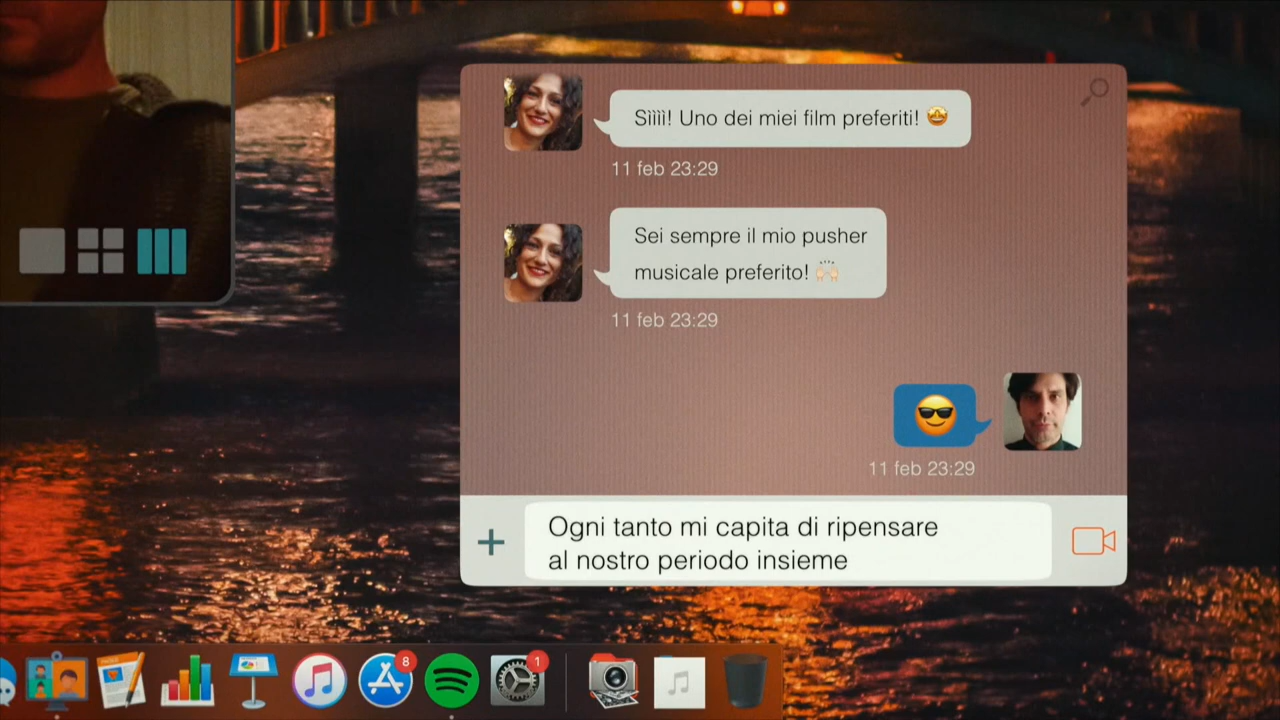 Sìììì! Uno dei miei film preferiti! 🤩
11 feb 23:29
Sei sempre il mio pusher
musicale preferito! 🙌🏻
11 feb 23:29
😎
11 feb 23:29
Ogni tanto mi capita di ripensare
al nostro periodo insieme
8
1